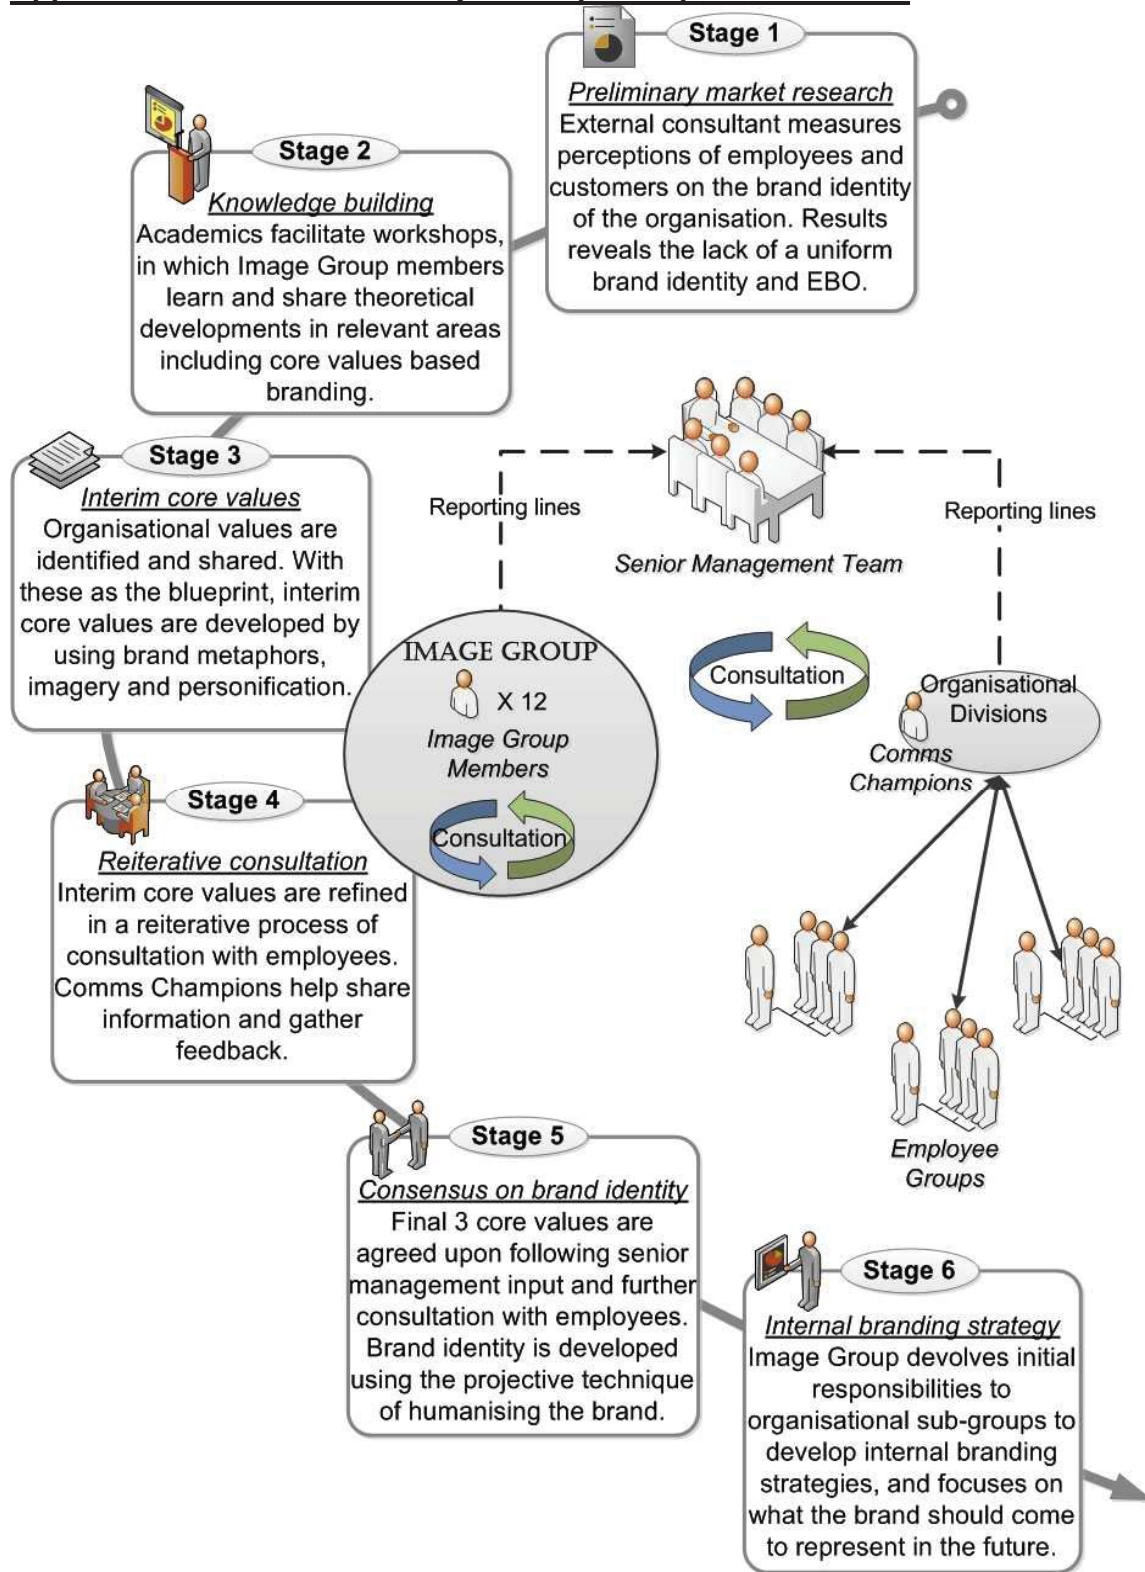 Stage 1
Preliminary market research
External consultant measures
perceptions of employees and
customers on the brand identity
of the organisation. Results
reveals the lack of a uniform
brand identity and EBO.
Stage 2
Knowledge building
Academics facilitate workshops,
in which Image Group members
learn and share theoretical
developments in relevant areas
including core values based
branding.
Stage 3
Interim core values
Organisational values are
identified and shared. With
these as the blueprint, interim
core values are developed by
using brand metaphors,
imagery and personification.
Reporting lines
Reporting lines
Senior Management Team
IMAGE GROUP
X 12
Image Group
Members
Consultation
Consultation
Organisational
Divisions
Comms
Champions
Stage 4
Reiterative consultation
Interim core values are refined
in a reiterative process of
consultation with employees.
Comms Champions help share
information and gather
feedback.
Employee
Groups
Stage 5
Consensus on brand identity
Final 3 core values are
agreed upon following senior
management input and further
consultation with employees.
Brand identity is developed
using the projective technique
of humanising the brand.
Stage 6
Internal branding strategy
Image Group devolves initial
responsibilities to
organisational sub-groups to
develop internal branding
strategies, and focuses on
what the brand should come
to represent in the future.